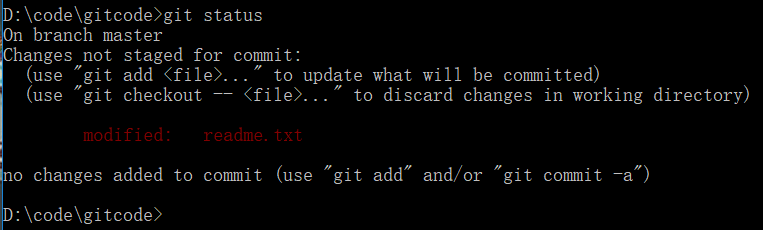 D:\code\gitcode>git status
On branch master
Changes not staged for commit:
  (use "git add <file>..." to update what will be committed)
  (use "git checkout -- <file>..." to discard changes in working directory)
        modified:   readme.txt
no changes added to commit (use "git add" and/or "git commit -a")
D:\code\gitcode>